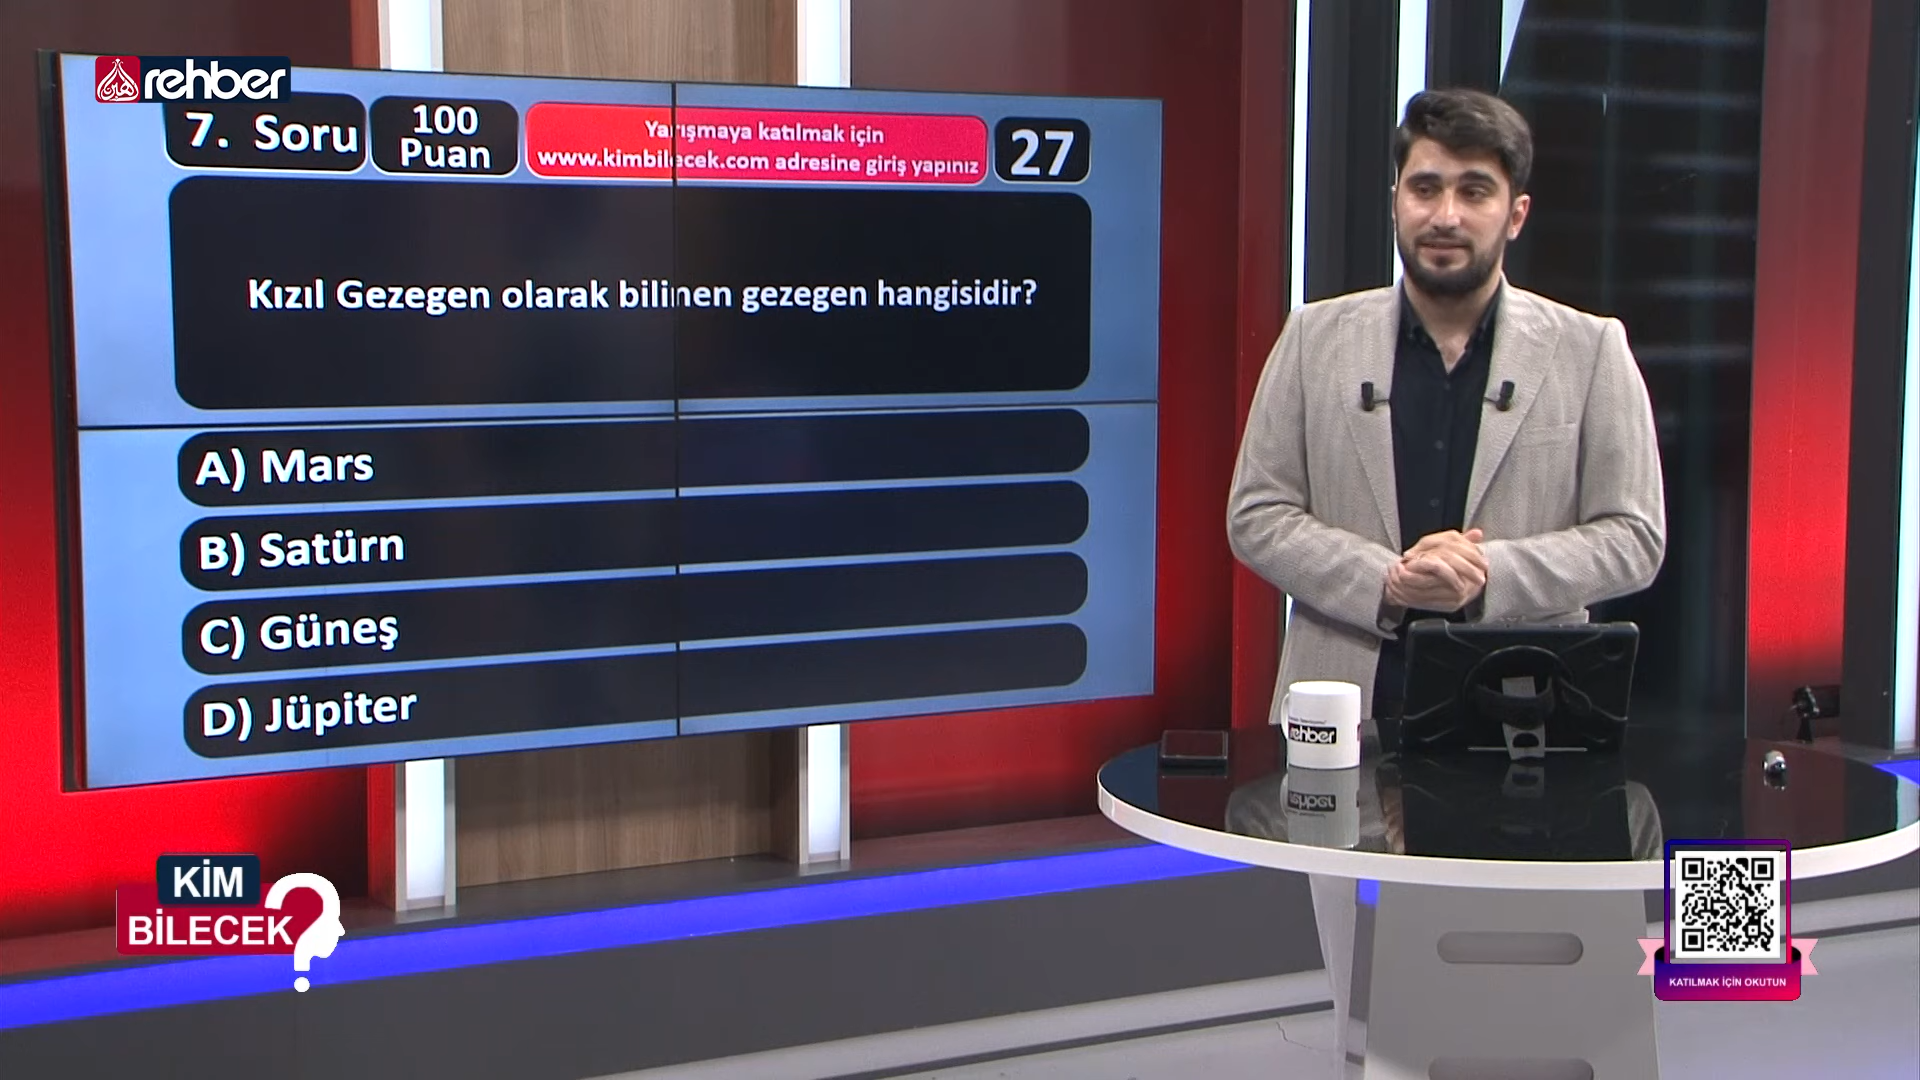 rehber
7. Soru
100
Puan
Yarışmaya katılmak için
www.kimbilecek.com adresine giriş yapınız
27
Kızıl Gezegen olarak bilinen gezegen hangisidir?
A) Mars
B) Satürn
C) Güneş
D) Jüpiter
rehber
KİM
BİLECEK?
KATILMAK İÇİN OKUTUN